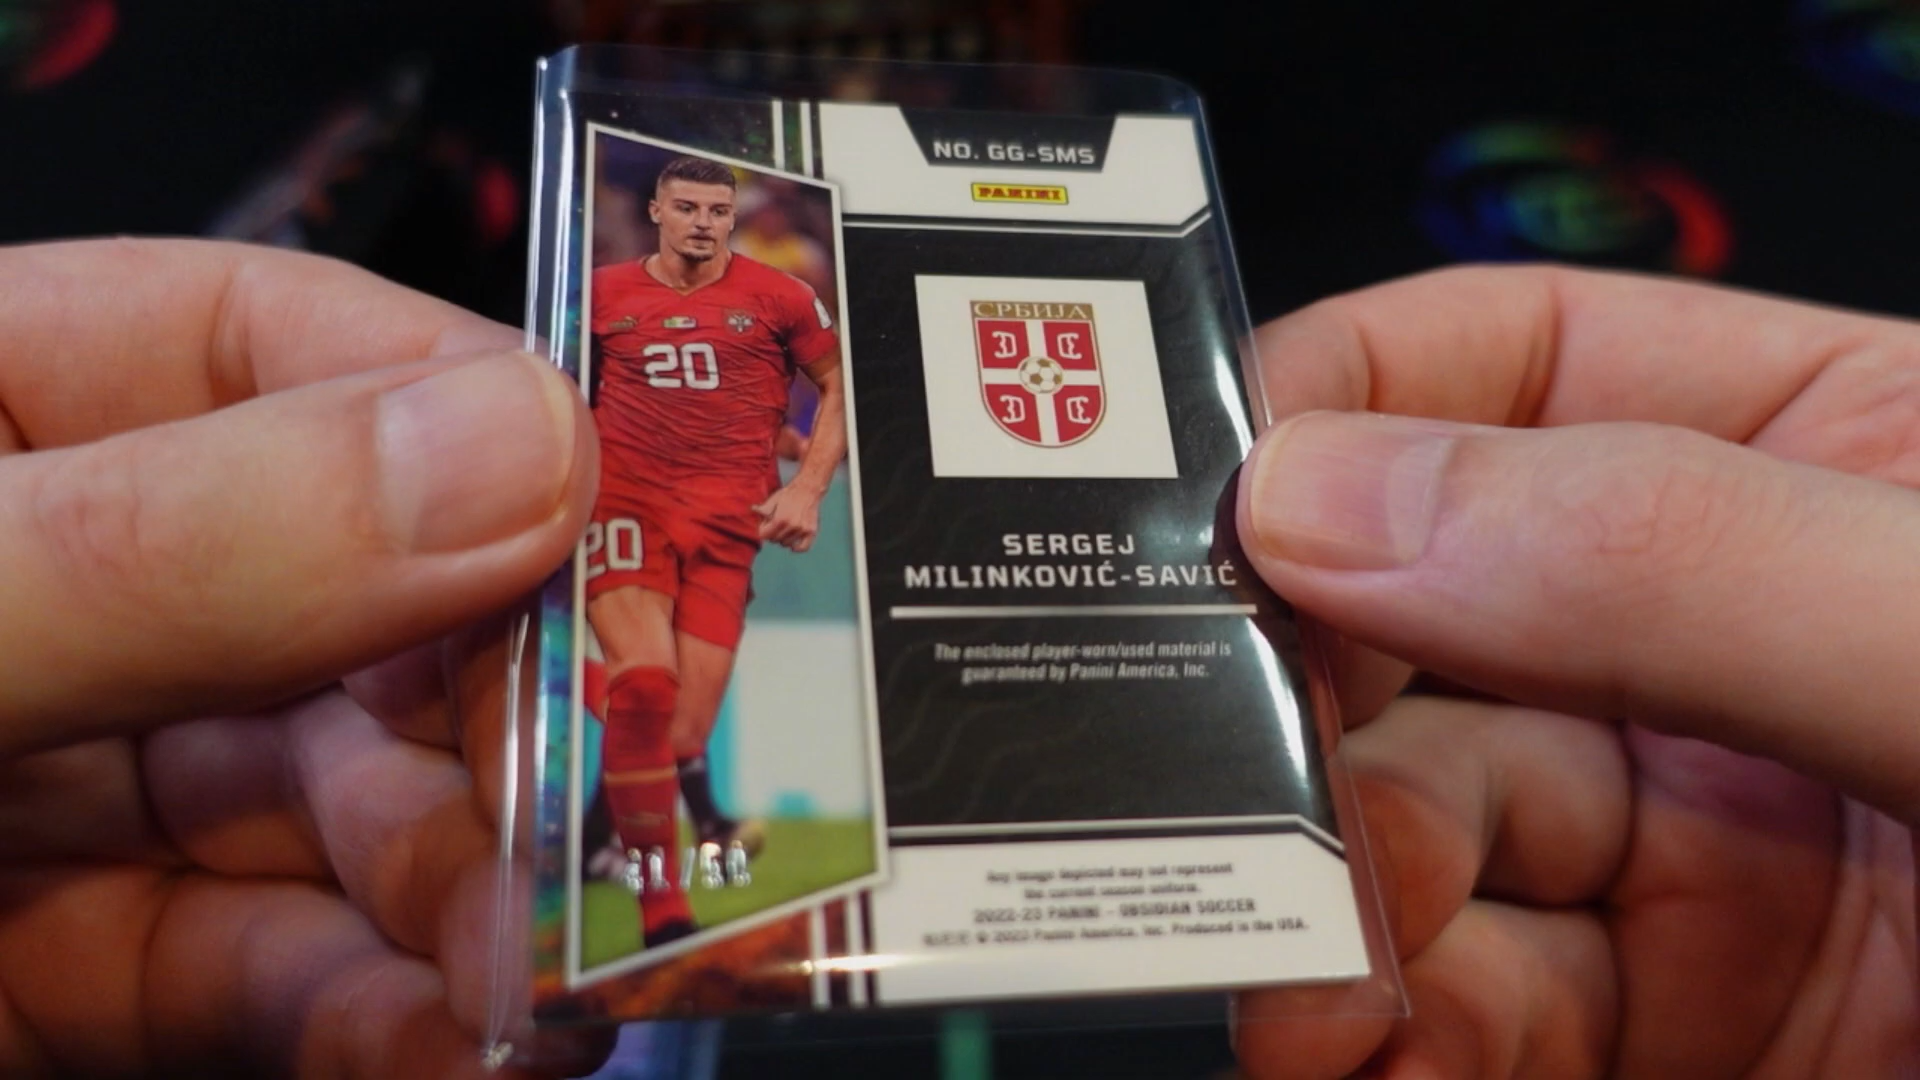 NO. GG-SMS
PANINI
СРБИЈА
20
20
SERGEJ
MILINKOVIĆ-SAVIĆ
The enclosed player-worn/used material is
guaranteed by Panini America, Inc.
Any image depicted may not represent
the current season uniform.
2022-23 PANINI - OBSIDIAN SOCCER
© 2023 Panini America, Inc. Produced in the USA.